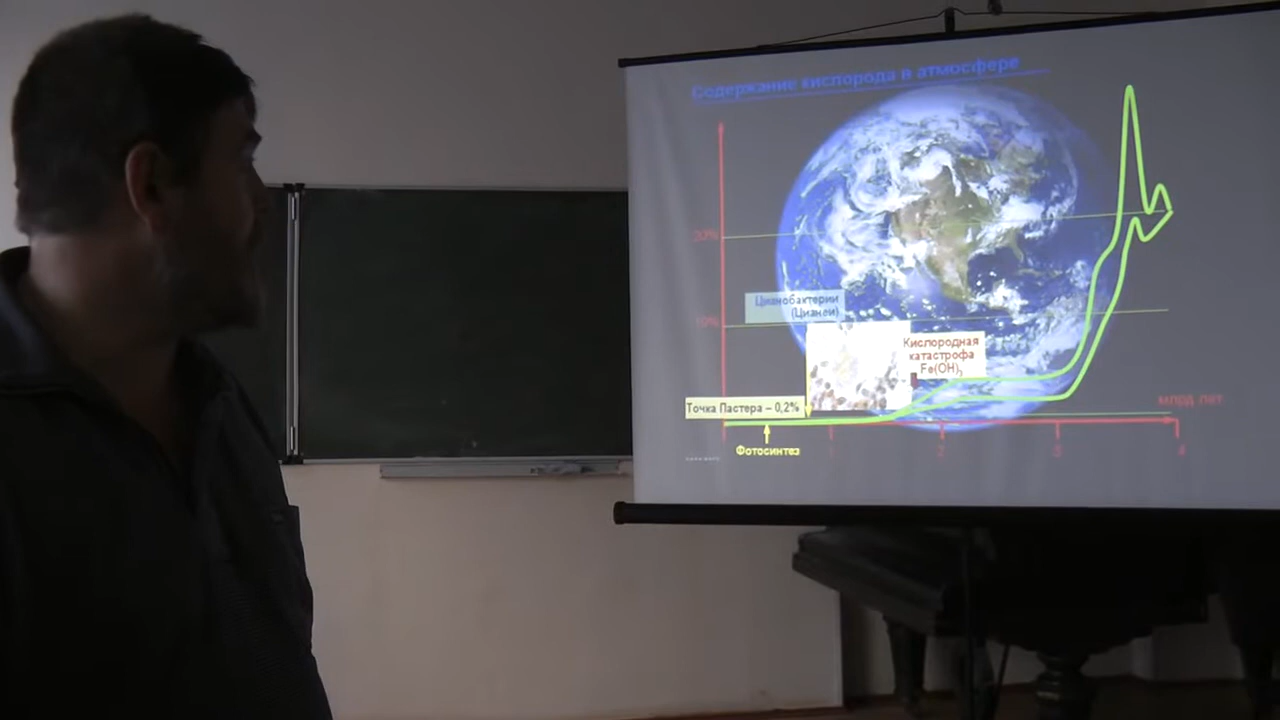 Содержание кислорода в атмосфере
20%
Цианобактерии
(Цианеи)
10%
Кислородная
катастрофа
Fe(OH)3
Точка Пастера – 0,2%
млрд лет
Фотосинтез
1
2
3
4